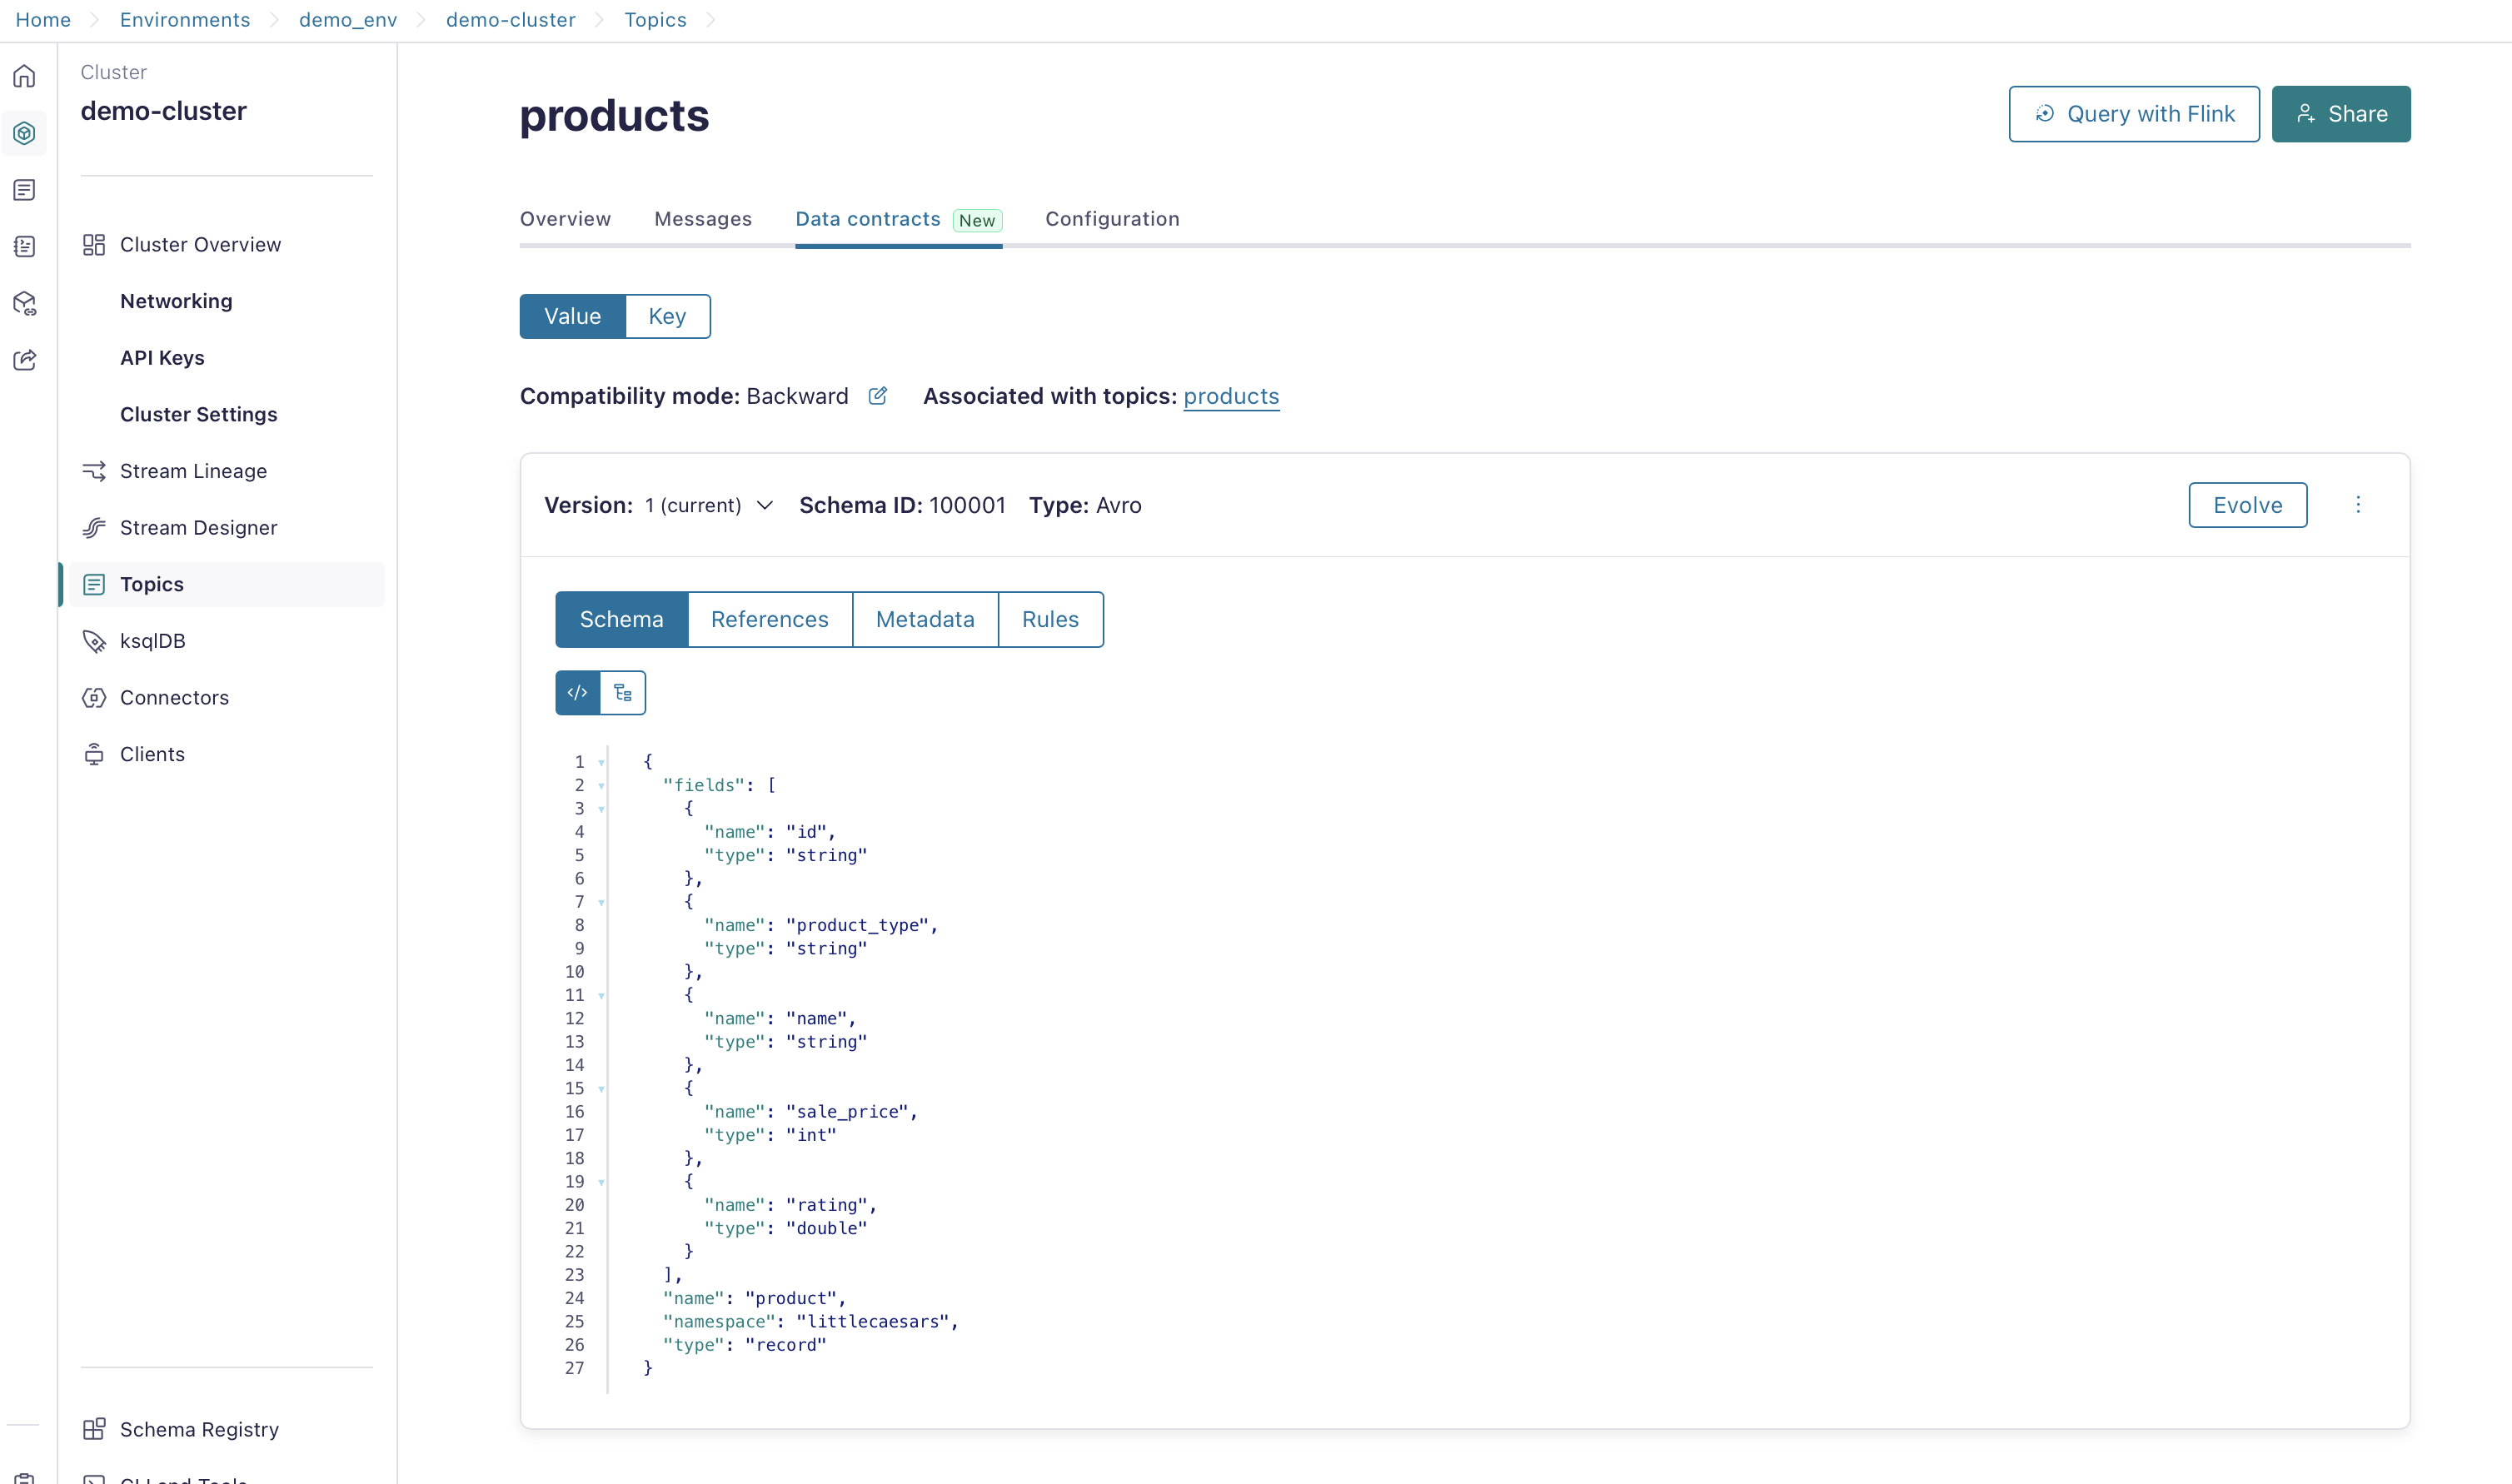 Home Environments demo_env demo-cluster Topics
Cluster
demo-cluster
Cluster Overview
Networking
API Keys
Cluster Settings
Stream Lineage
Stream Designer
Topics
ksqlDB
Connectors
Clients
Schema Registry
CLI and Tools
products
Query with Flink
Share
Overview Messages Data contracts New Configuration
Value Key
Compatibility mode: Backward Associated with topics: products
Version: 1 (current) Schema ID: 100001 Type: Avro Evolve
Schema References Metadata Rules
</>
1 {
2 "fields": [
3 {
4 "name": "id",
5 "type": "string"
6 },
7 {
8 "name": "product_type",
9 "type": "string"
10 },
11 {
12 "name": "name",
13 "type": "string"
14 },
15 {
16 "name": "sale_price",
17 "type": "int"
18 },
19 {
20 "name": "rating",
21 "type": "double"
22 }
23 ],
24 "name": "product",
25 "namespace": "littlecaesars",
26 "type": "record"
27 }